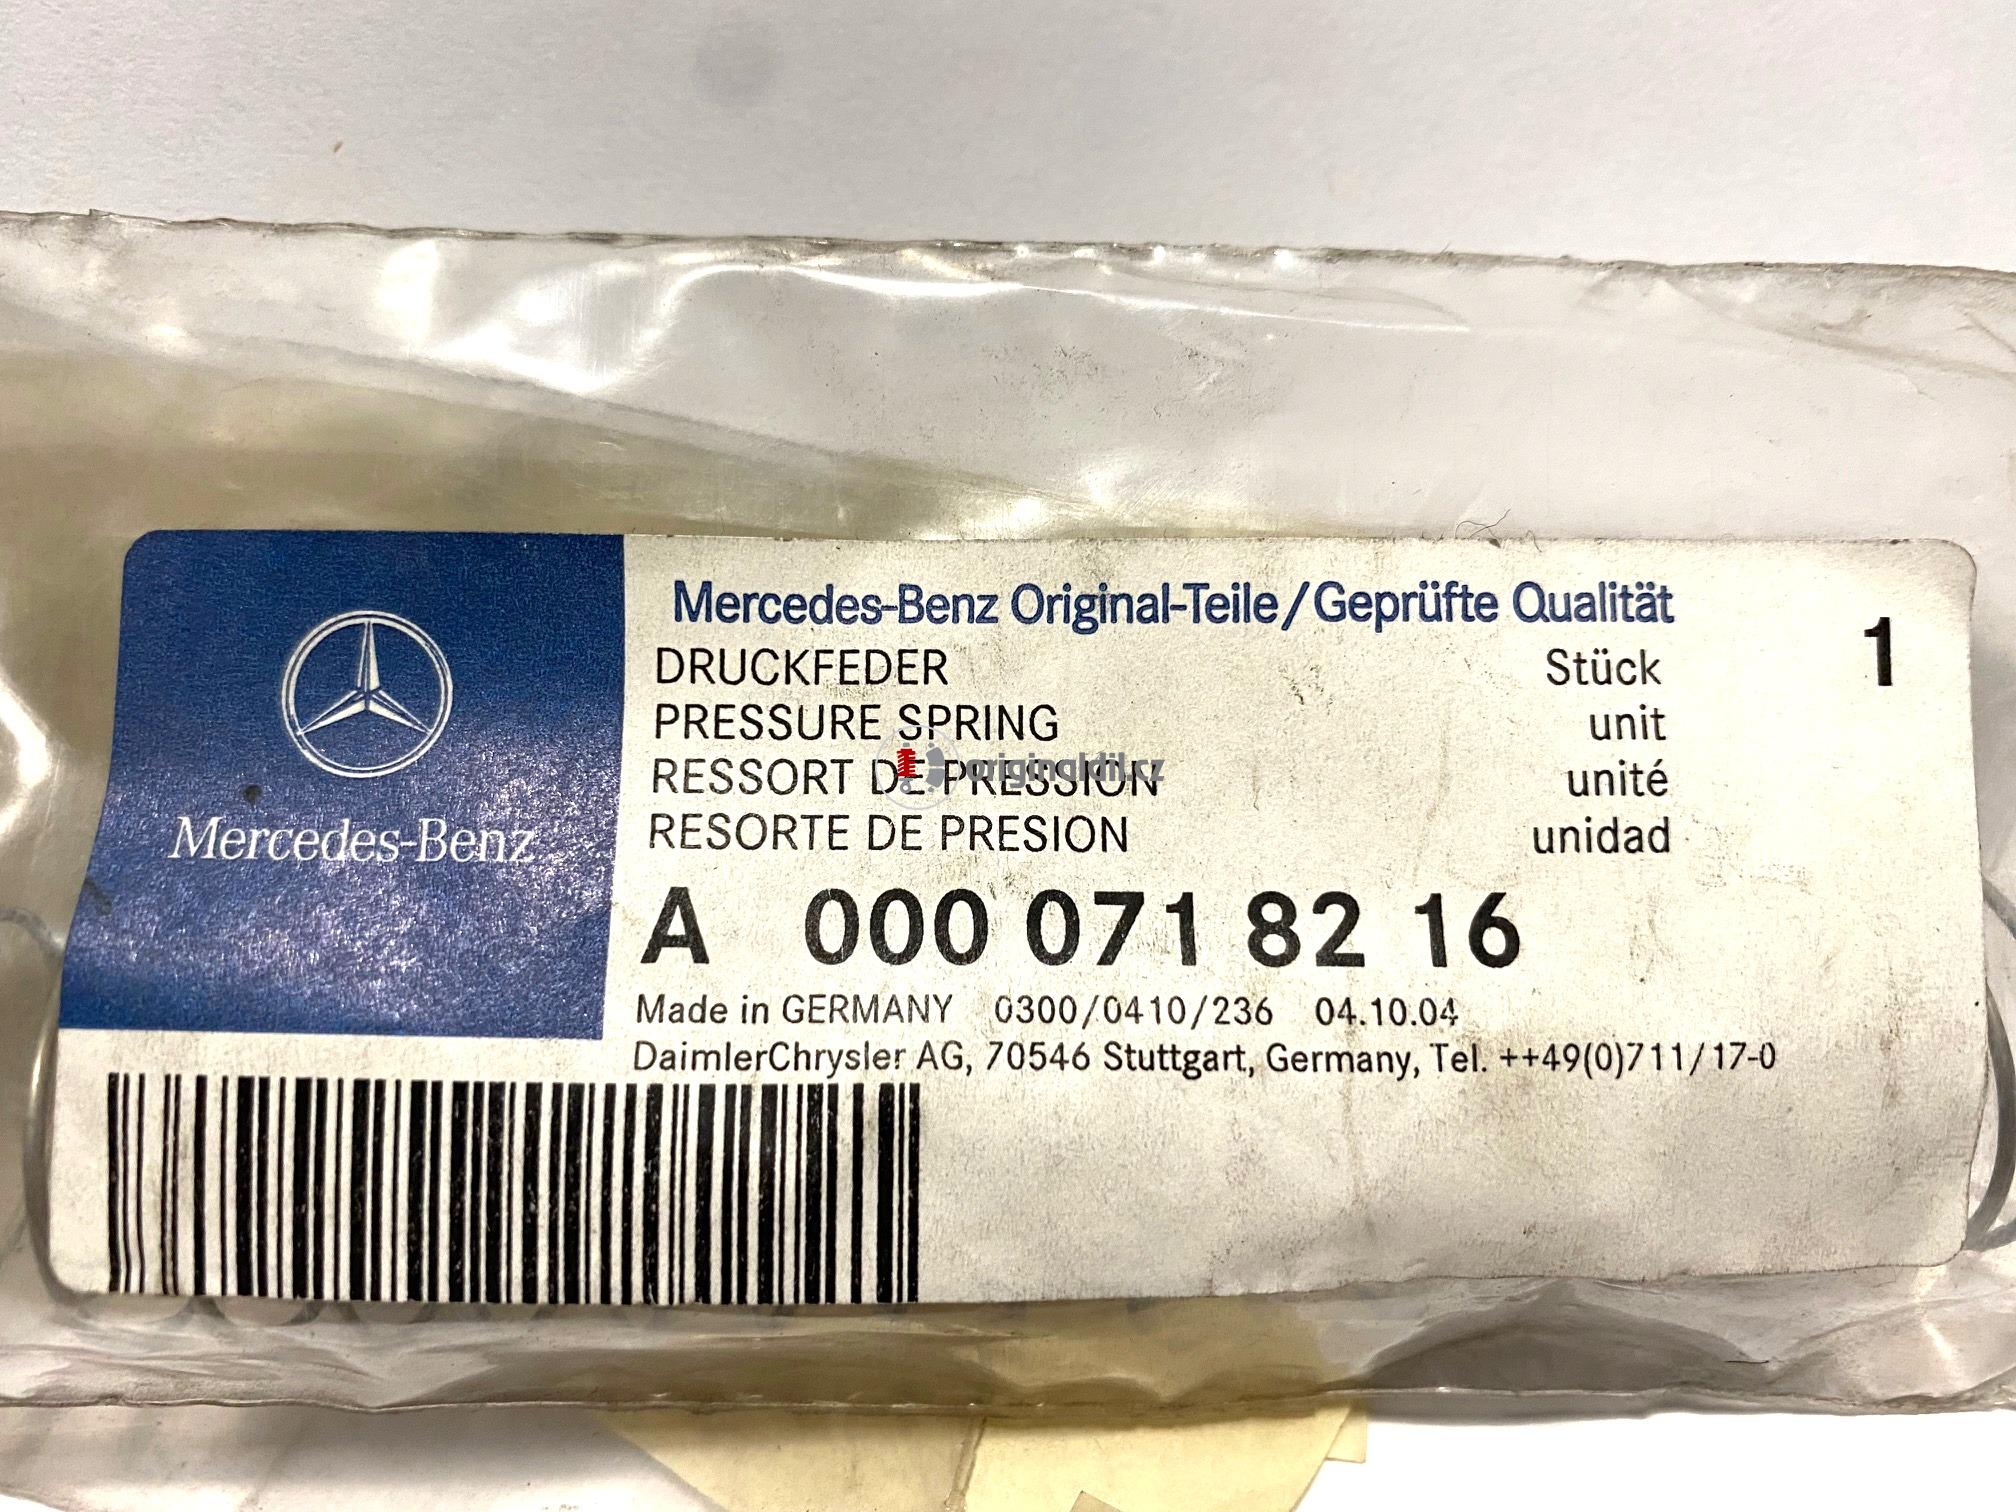 Mercedes-Benz Original-Teile/Geprüfte Qualität
DRUCKFEDER Stück 1
PRESSURE SPRING unit
RESSORT DE PRESSION unité
originaldil.cz
RESORTE DE PRESION unidad
Mercedes-Benz
A 000 071 82 16
Made in GERMANY 0300/0410/236 04.10.04
DaimlerChrysler AG, 70546 Stuttgart, Germany, Tel. ++49(0)711/17-0